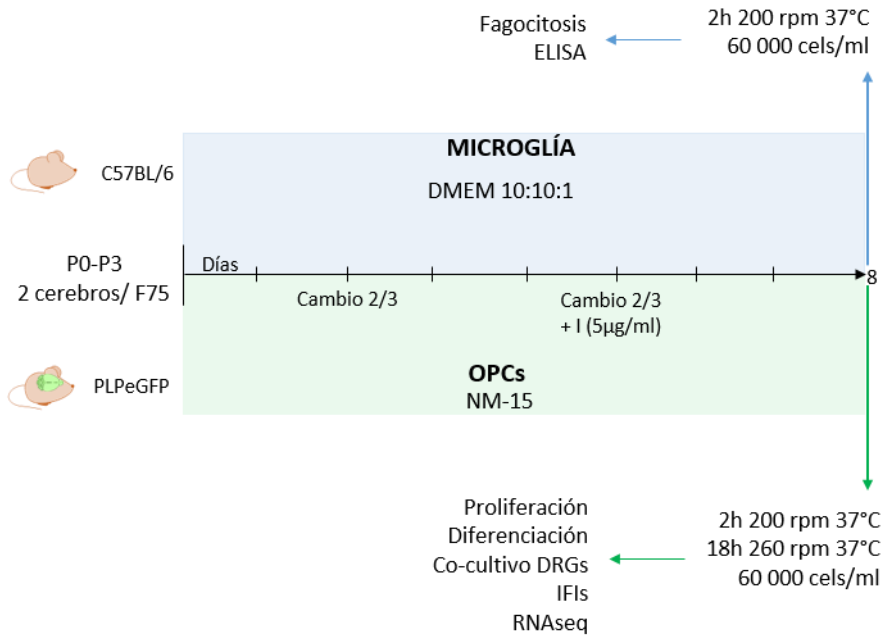 Fagocitosis
ELISA
2h 200 rpm 37°C
60 000 cels/ml
MICROGLÍA
C57BL/6
DMEM 10:10:1
P0-P3
2 cerebros/ F75
Días
8
Cambio 2/3
Cambio 2/3
+ I (5µg/ml)
OPCs
PLPeGFP
NM-15
Proliferación
Diferenciación
Co-cultivo DRGs
IFIs
RNAseq
2h 200 rpm 37°C
18h 260 rpm 37°C
60 000 cels/ml